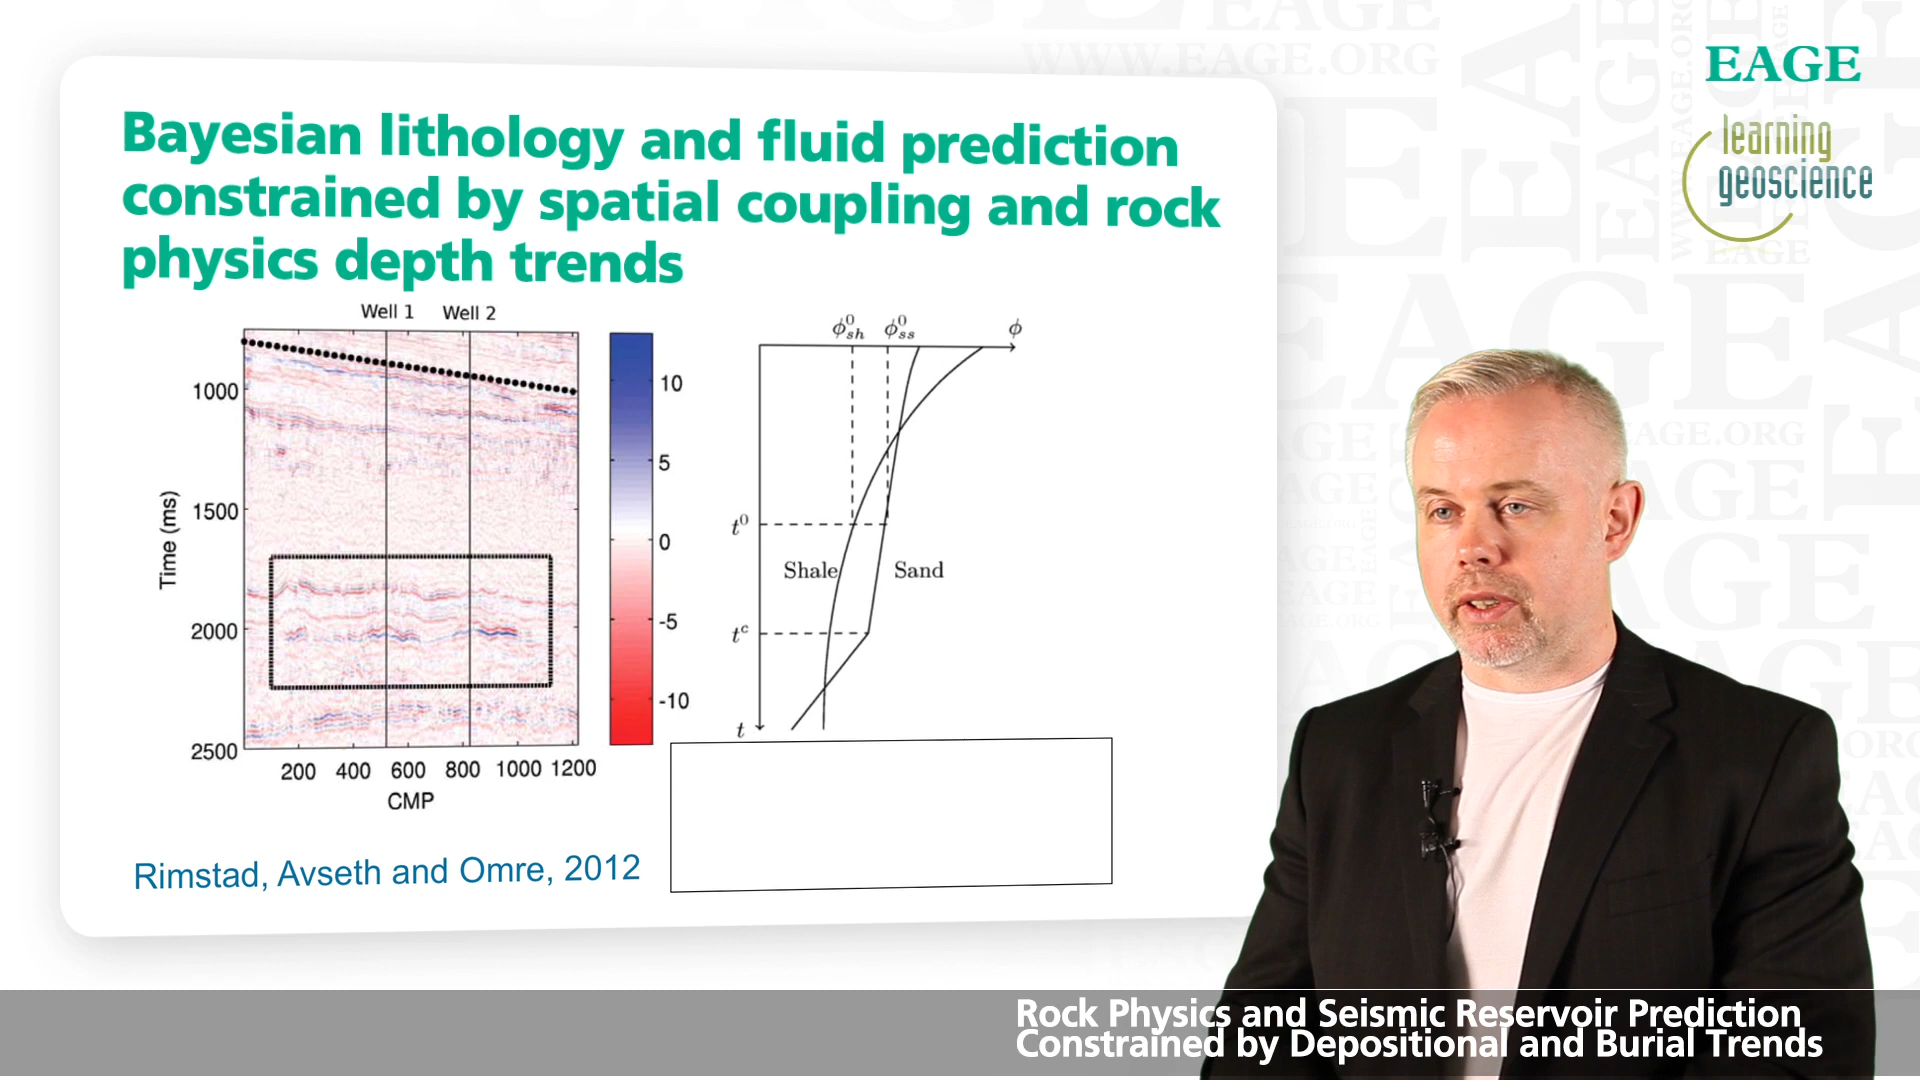 EAGE
learning
geoscience
Bayesian lithology and fluid prediction
constrained by spatial coupling and rock
physics depth trends
Well 1 Well 2
1000
1500
2000
2500
Time (ms)
200 400 600 800 1000 1200
CMP
10
5
0
-5
-10
ϕ⁰sh ϕ⁰ss ϕ
t⁰
Shale Sand
tᶜ
t
Rimstad, Avseth and Omre, 2012
Rock Physics and Seismic Reservoir Prediction
Constrained by Depositional and Burial Trends
EAGE
WWW.EAGE.ORG